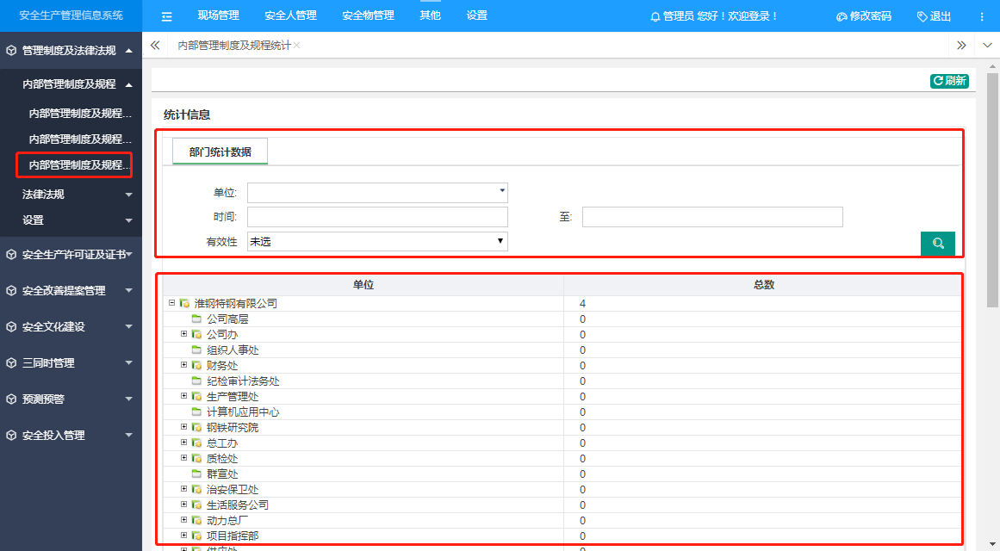 安全生产管理信息系统
现场管理 安全人管理 安全物管理 其他 设置
管理员 您好！欢迎登录！ 修改密码 退出
管理制度及法律法规
内部管理制度及规程
内部管理制度及规程...
内部管理制度及规程...
内部管理制度及规程...
法律法规
设置
安全生产许可证及证书
安全改善提案管理
安全文化建设
三同时管理
预测预警
安全投入管理
内部管理制度及规程统计
刷新
统计信息
部门统计数据
单位:
时间: 至:
有效性 未选
单位 总数
淮钢特钢有限公司 4
公司高层 0
公司办 0
组织人事处 0
财务处 0
纪检审计法务处 0
生产管理处 0
计算机应用中心 0
钢铁研究院 0
总工办 0
质检处 0
群宣处 0
治安保卫处 0
生活服务公司 0
动力总厂 0
项目指挥部 0
供应处 0